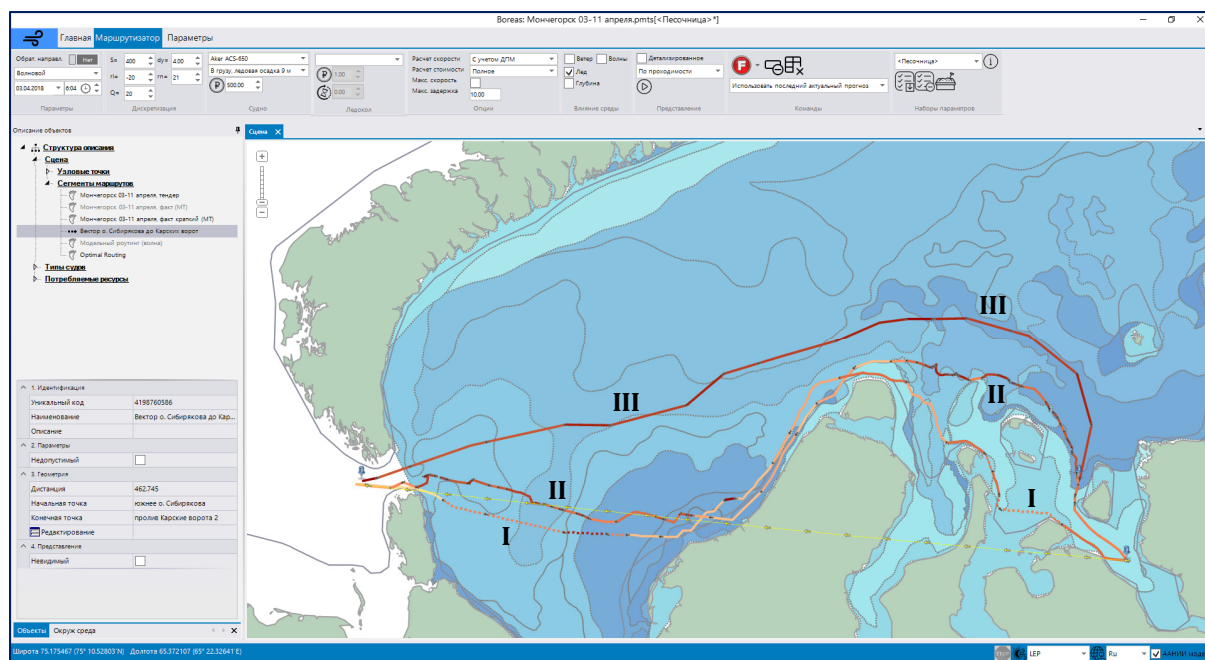 Boreas: Мончегорск 03-11 апреля.pmts[<Песочница>*]
Главная Маршрутизатор Параметры
Обрат. направл. Нет S= 400 dy= 4.00 Aker ACS-650 Расчет скорости С учетом ДПМ Ветер Волны Детализированное <Песочница>
Волновой rl= -20 rn= 21 В грузу, ледовая осадка 9 м 1.00 Расчет стоимости Полное Лед По проходимости
03.04.2018 6:04 Q= 20 500.00 0.00 Макс. скорость Глубина Использовать последний актуальный прогноз
Макс. задержка 10.00
Параметры Дискретизация Судно Ледокол Опции Влияние среды Представление Команды Наборы параметров
Описание объектов Сцена
Структура описания
Сцена
Узловые точки
Сегменты маршрутов
Мончегорск 03-11 апреля, тендер
Мончегорск 03-11 апреля, факт (МТ)
Мончегорск 03-11 апреля, факт краткий (МТ)
Вектор о. Сибирякова до Карских ворот
Модельный роутинг (волна)
Optimal Routing
Типы судов
Потребляемые ресурсы
III
III
II
II
I
I
1. Идентификация
Уникальный код 4198760586
Наименование Вектор о. Сибирякова до Кар...
Описание
2. Параметры
Недопустимый
3. Геометрия
Дистанция 462.745
Начальная точка южнее о. Сибирякова
Конечная точка пролив Карские ворота 2
Редактирование
4. Представление
Невидимый
Объекты Окруж среда
Широта 75.175467 (75° 10.52803'N) Долгота 65.372107 (65° 22.32641'E) LEP Ru